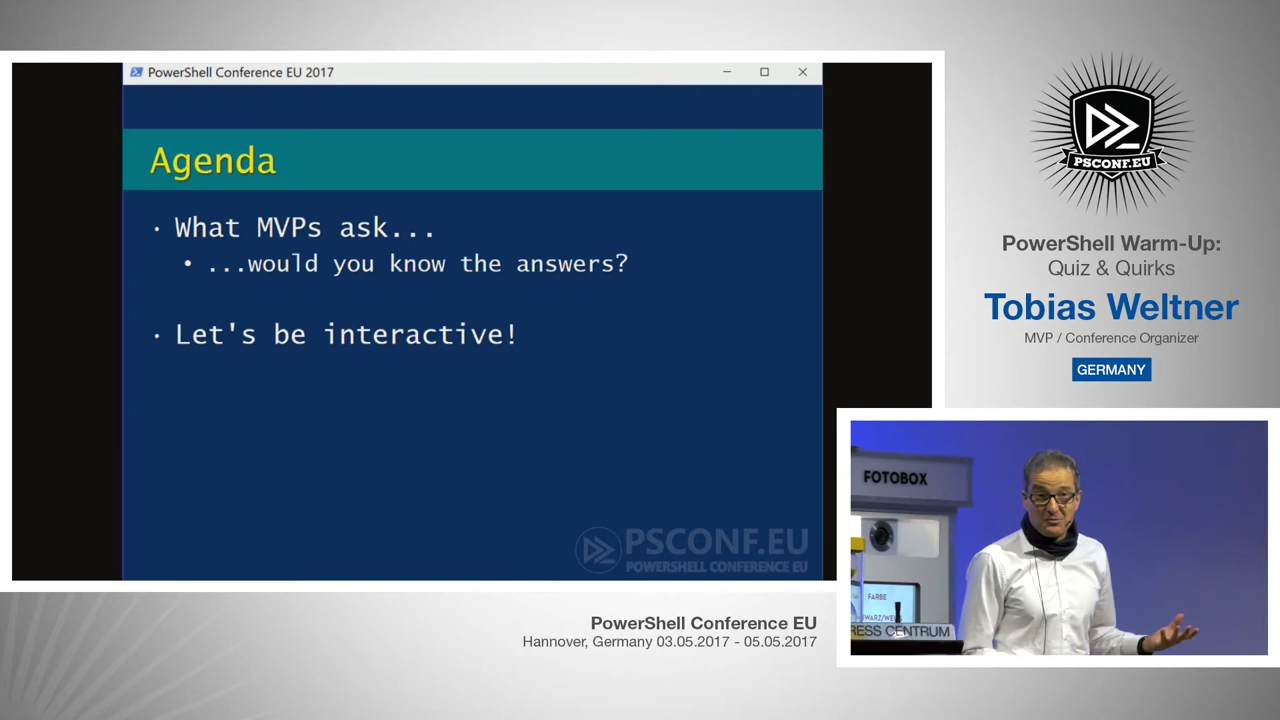 PowerShell Conference EU 2017
Agenda
· What MVPs ask...
• ...would you know the answers?
· Let's be interactive!
PSCONF.EU
POWERSHELL CONFERENCE EU
PSCONF.EU
PowerShell Warm-Up:
Quiz & Quirks
Tobias Weltner
MVP / Conference Organizer
GERMANY
FOTOBOX
FARBE
WARZ/WEI
RESS CENTRUM
PowerShell Conference EU
Hannover, Germany 03.05.2017 - 05.05.2017